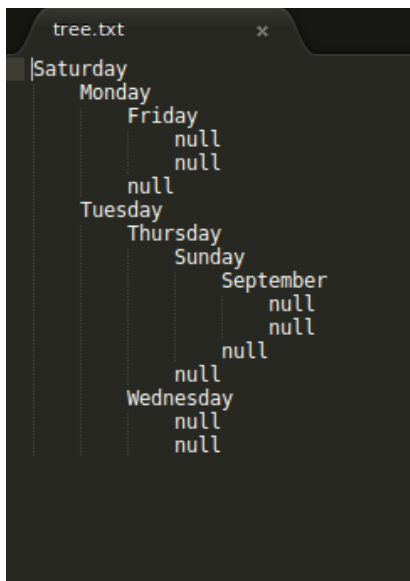 tree.txt ×
Saturday
Monday
Friday
null
null
null
Tuesday
Thursday
Sunday
September
null
null
null
null
Wednesday
null
null